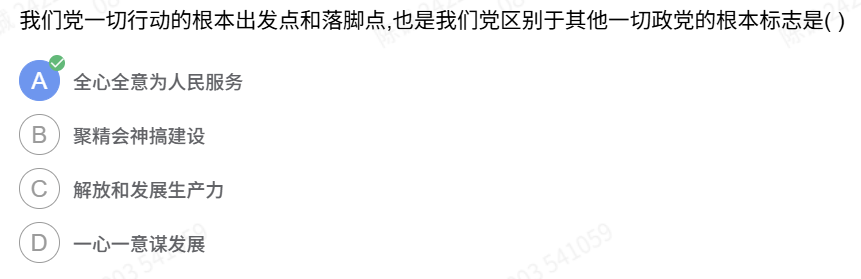 我们党一切行动的根本出发点和落脚点,也是我们党区别于其他一切政党的根本标志是( )
A 全心全意为人民服务
B 聚精会神搞建设
C 解放和发展生产力
D 一心一意谋发展